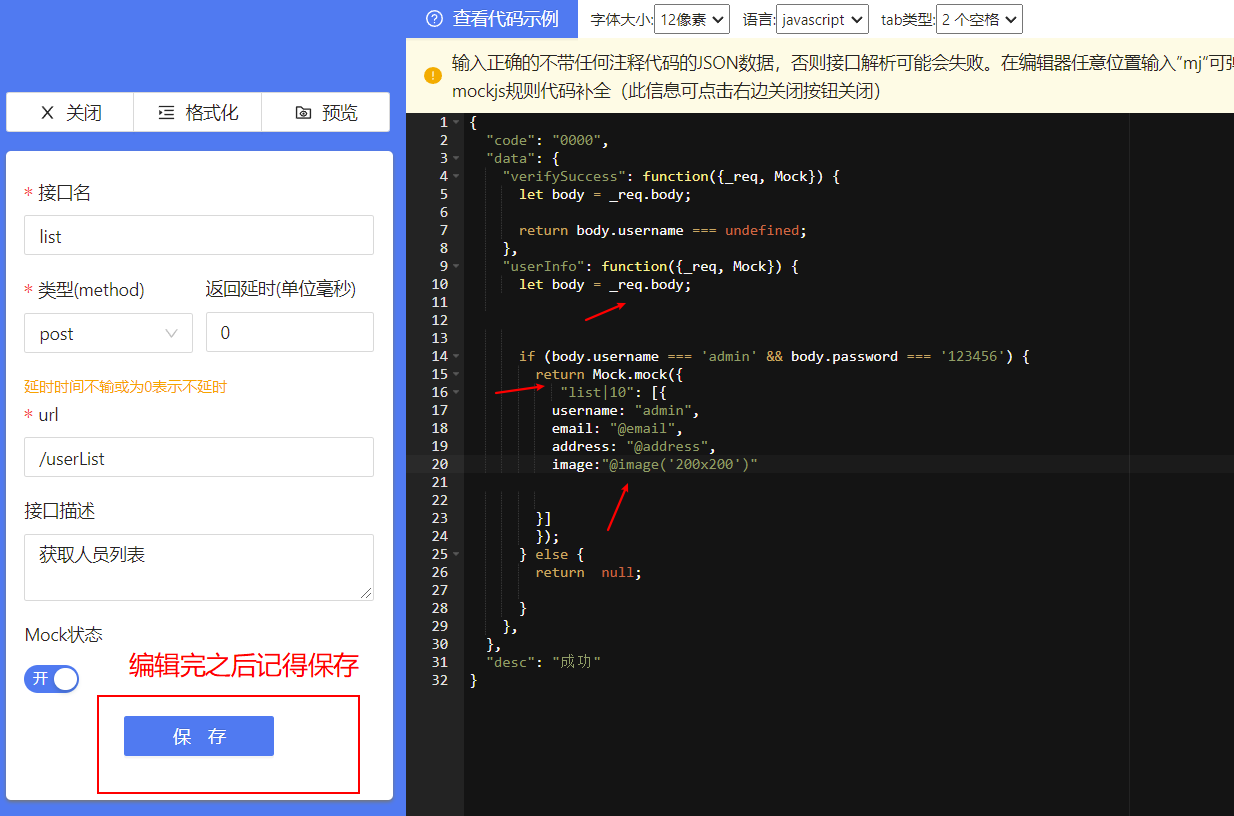 查看代码示例 字体大小: 12像素 语言: javascript tab类型: 2 个空格
输入正确的不带任何注释代码的JSON数据，否则接口解析可能会失败。在编辑器任意位置输入”mj”可
mockjs规则代码补全（此信息可点击右边关闭按钮关闭）
关闭 格式化 预览
* 接口名
list
* 类型(method) 返回延时(单位毫秒)
post 0
延时时间不输或为0表示不延时
* url
/userList
接口描述
获取人员列表
Mock状态
开
编辑完之后记得保存
保 存
1 {
2 "code": "0000",
3 "data": {
4 "verifySuccess": function({_req, Mock}) {
5 let body = _req.body;
6
7 return body.username === undefined;
8 },
9 "userInfo": function({_req, Mock}) {
10 let body = _req.body;
11
12
13
14 if (body.username === 'admin' && body.password === '123456') {
15 return Mock.mock({
16 "list|10": [{
17 username: "admin",
18 email: "@email",
19 address: "@address",
20 image:"@image('200x200')"
21
22
23 }]
24 });
25 } else {
26 return null;
27
28 }
29 },
30 },
31 "desc": "成功"
32 }